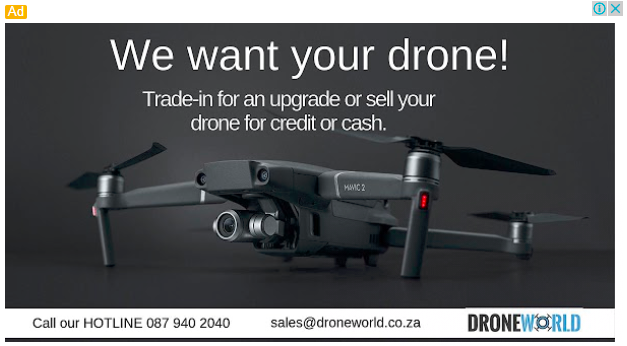 Ad
We want your drone!
Trade-in for an upgrade or sell your
drone for credit or cash.
MAVIC 2
Call our HOTLINE 087 940 2040 sales@droneworld.co.za DRONEWORLD